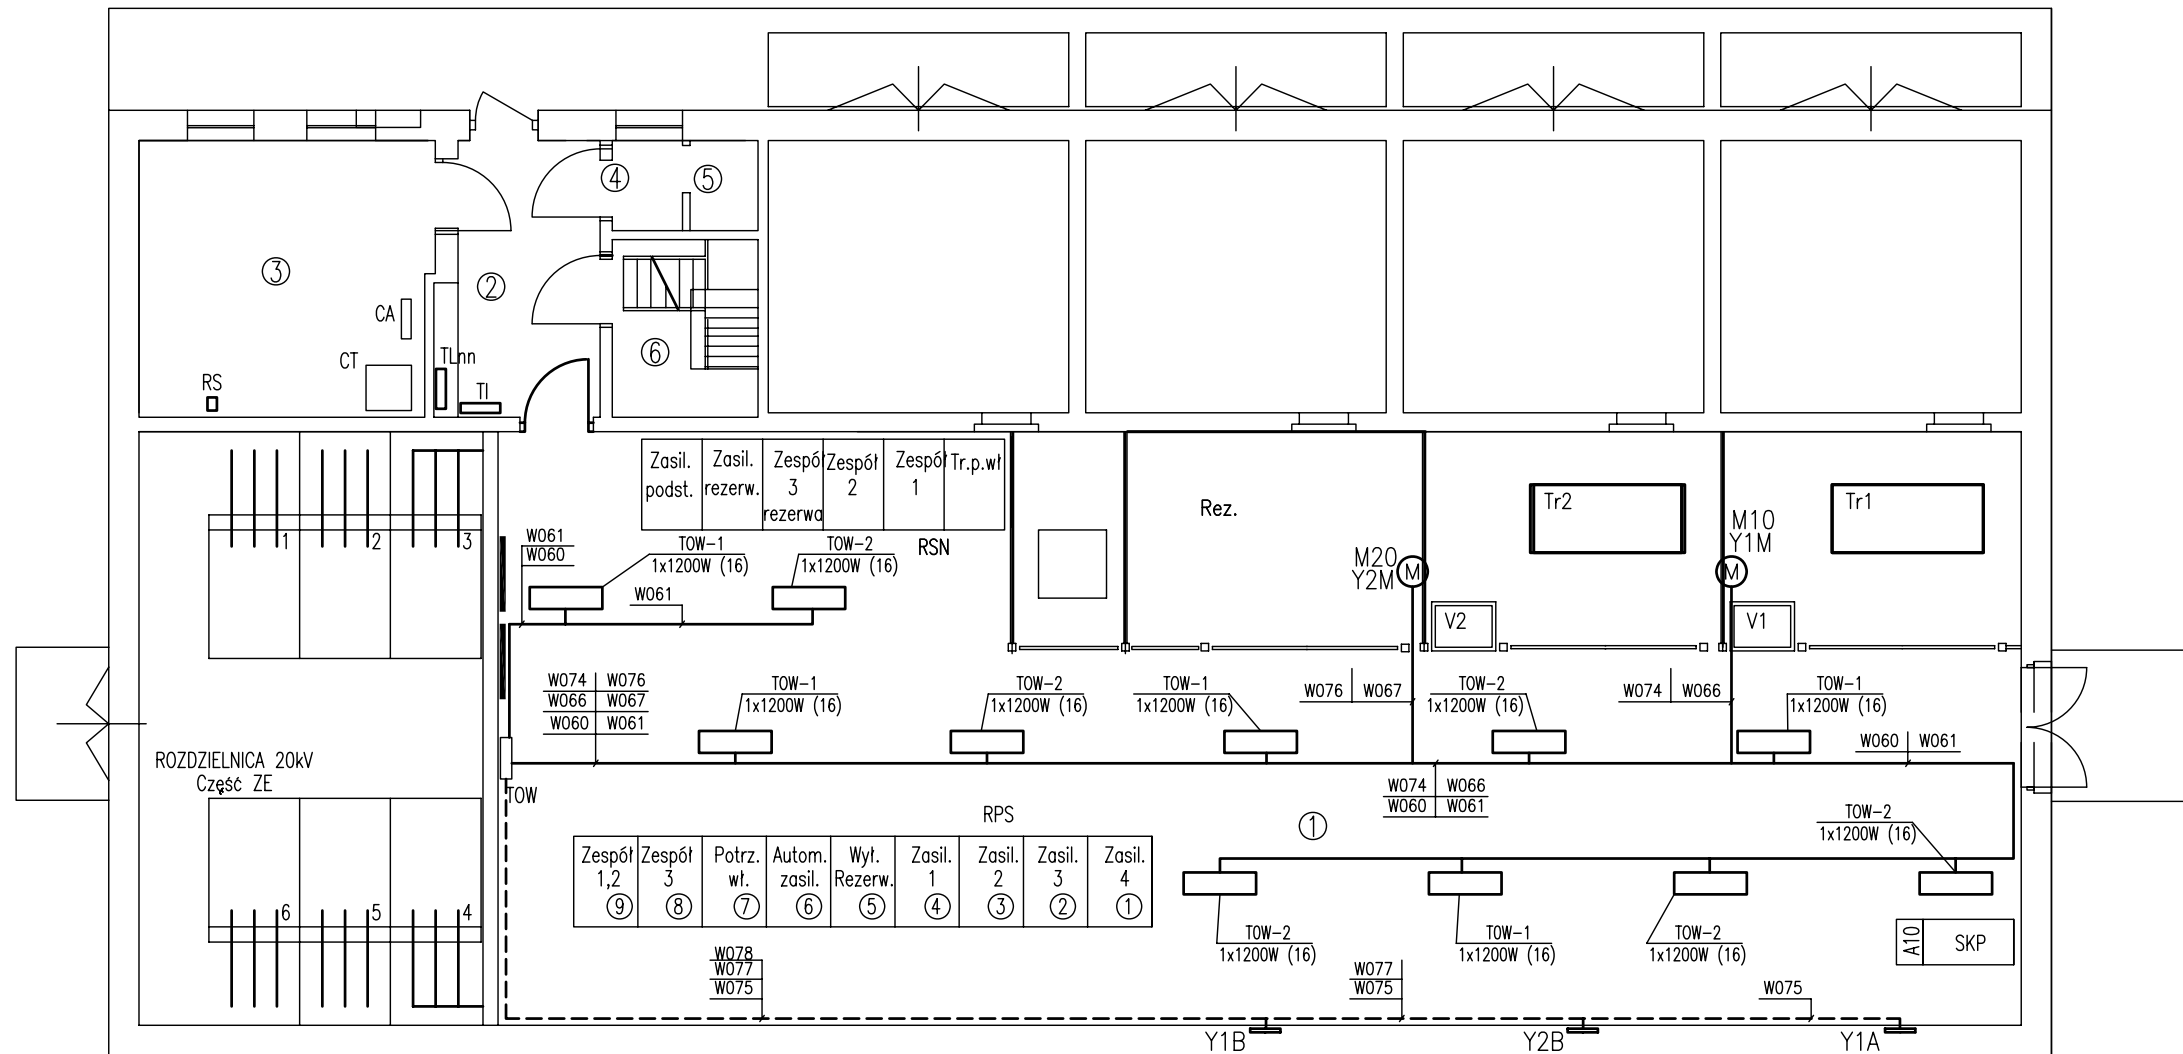 4
5
3
2
CA
6
CT
TLnn
RS
TI
Zasil.
podst.
Zasil.
rezerw.
Zespół
3
rezerwa
Zespół
2
Zespół
1
Tr.p.wł
RSN
Rez.
Tr2
Tr1
M10
Y1M
M
M20
Y2M
M
V2
V1
1
2
3
W061
W060
TOW-1
1x1200W (16)
TOW-2
1x1200W (16)
W061
W074 W076
W066 W067
W060 W061
TOW-1
1x1200W (16)
TOW-2
1x1200W (16)
TOW-1
1x1200W (16)
W076 W067
TOW-2
1x1200W (16)
W074 W066
TOW-1
1x1200W (16)
W060 W061
ROZDZIELNICA 20kV
Część ZE
TOW
RPS
W074 W066
W060 W061
1
TOW-2
1x1200W (16)
Zespół
1,2
9
Zespół
3
8
Potrz.
wł.
7
Autom.
zasil.
6
Wył.
Rezerw.
5
Zasil.
1
4
Zasil.
2
3
Zasil.
3
2
Zasil.
4
1
6
5
4
TOW-2
1x1200W (16)
TOW-1
1x1200W (16)
TOW-2
1x1200W (16)
A10
SKP
W078
W077
W075
W077
W075
W075
Y1B
Y2B
Y1A